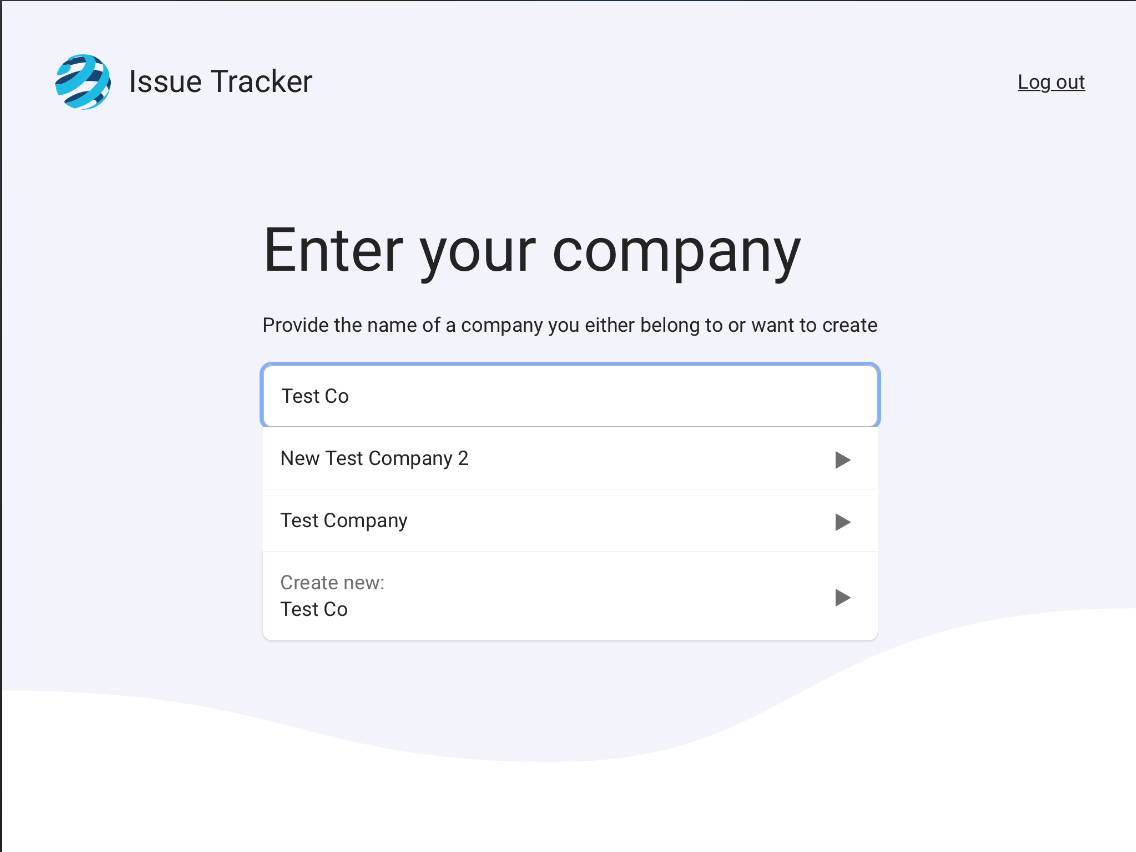 Issue Tracker
Log out
Enter your company
Provide the name of a company you either belong to or want to create
Test Co
New Test Company 2
Test Company
Create new:
Test Co